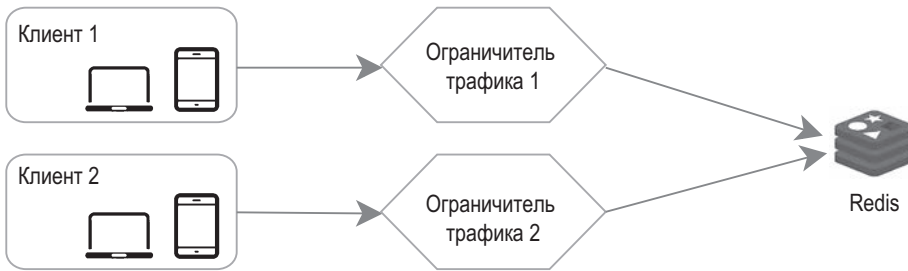 Клиент 1
Ограничитель
трафика 1
Клиент 2
Ограничитель
трафика 2
Redis